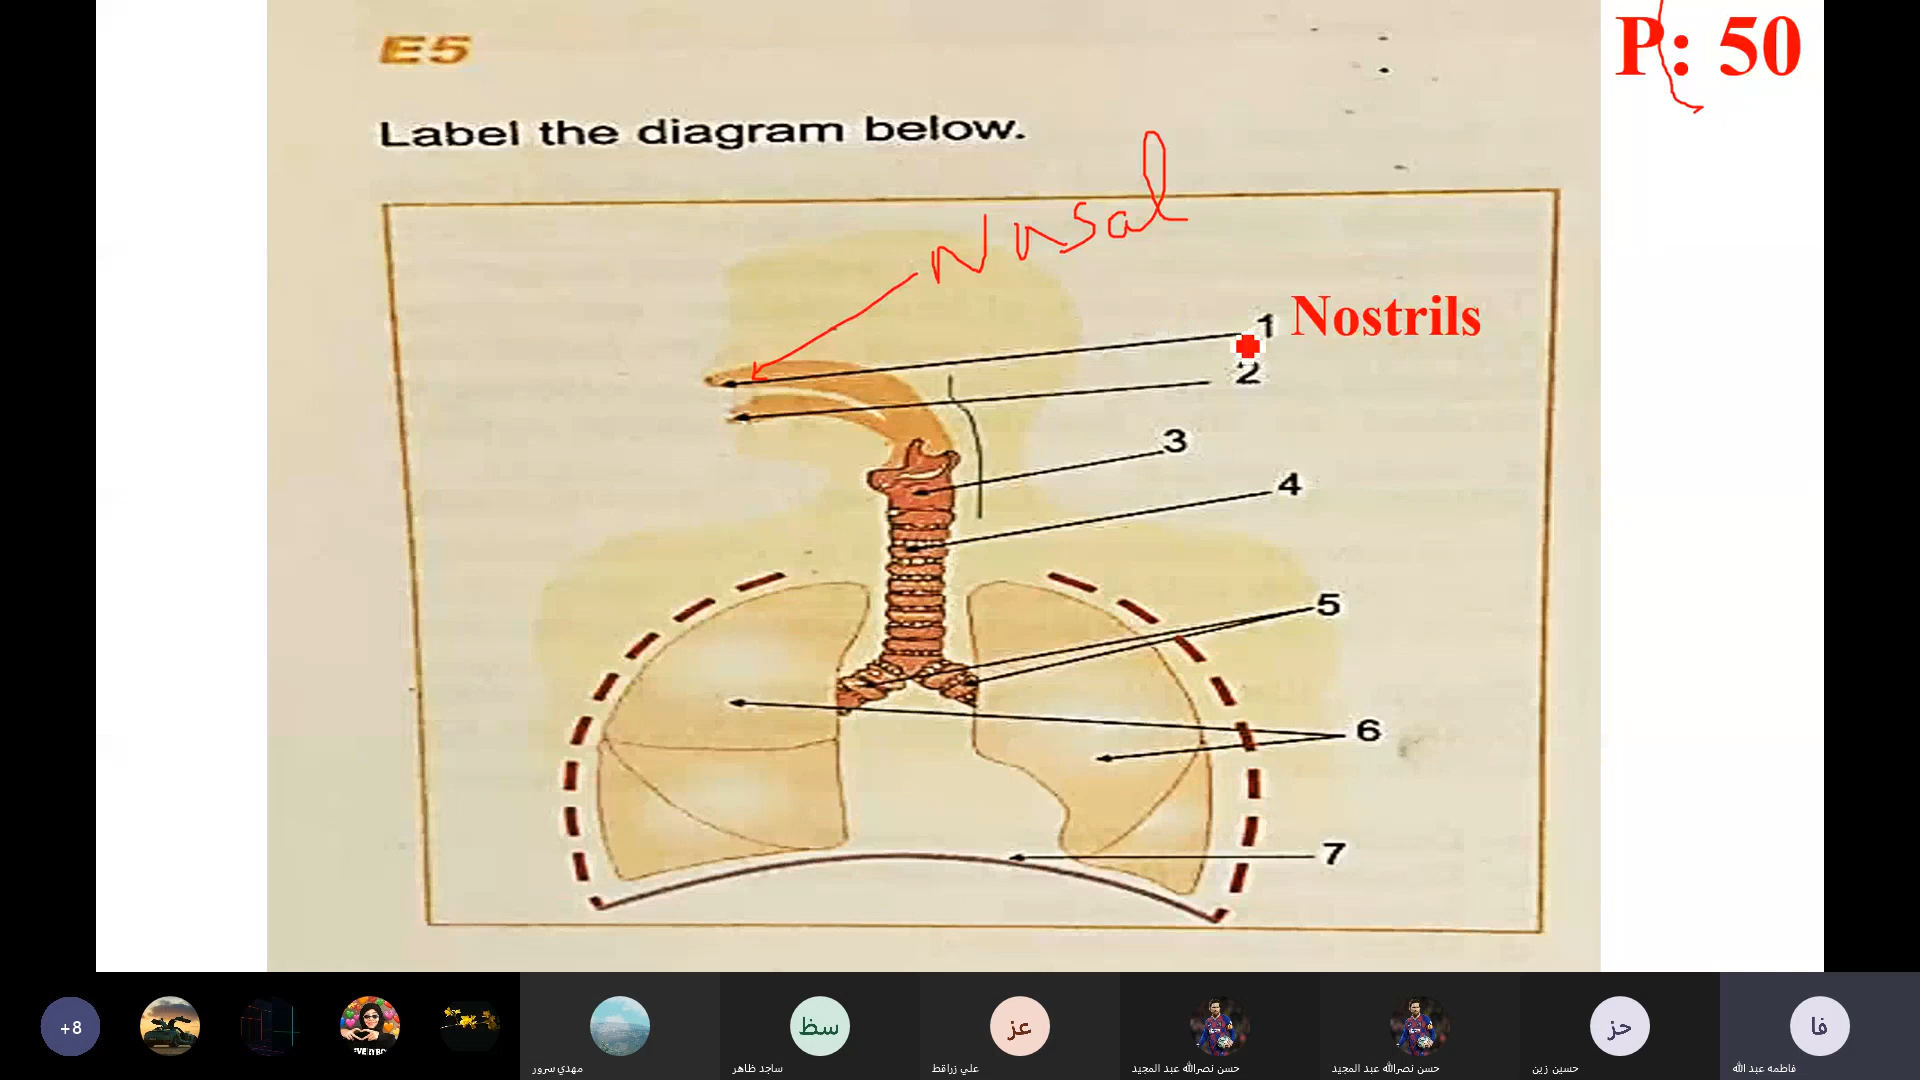 E5
P: 50
Label the diagram below.
Nasal
1 Nostrils
2
3
4
5
6
7
+8
EVERYBO
سظ
عز
حز
فا
مهدي سرور
ساجد ظاهر
علي زراقط
حسن نصرالله عبد المجيد
حسن نصرالله عبد المجيد
حسين زين
فاطمه عبد الله